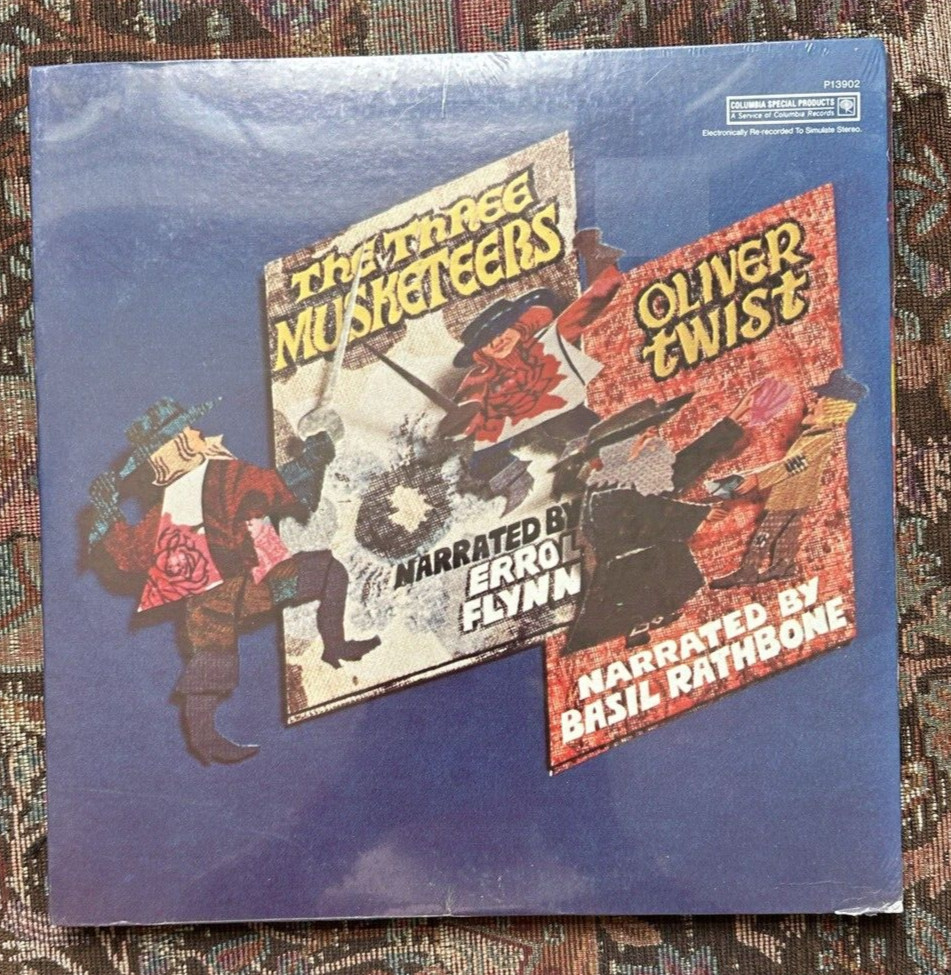 P13902
COLUMBIA SPECIAL PRODUCTS
A Service of Columbia Records
Electronically Re-recorded To Simulate Stereo.
The Three
MUSKETEERS
NARRATED BY
ERROL
FLYNN
OLIVER
tWISt
NARRATED BY
BASIL RATHBONE